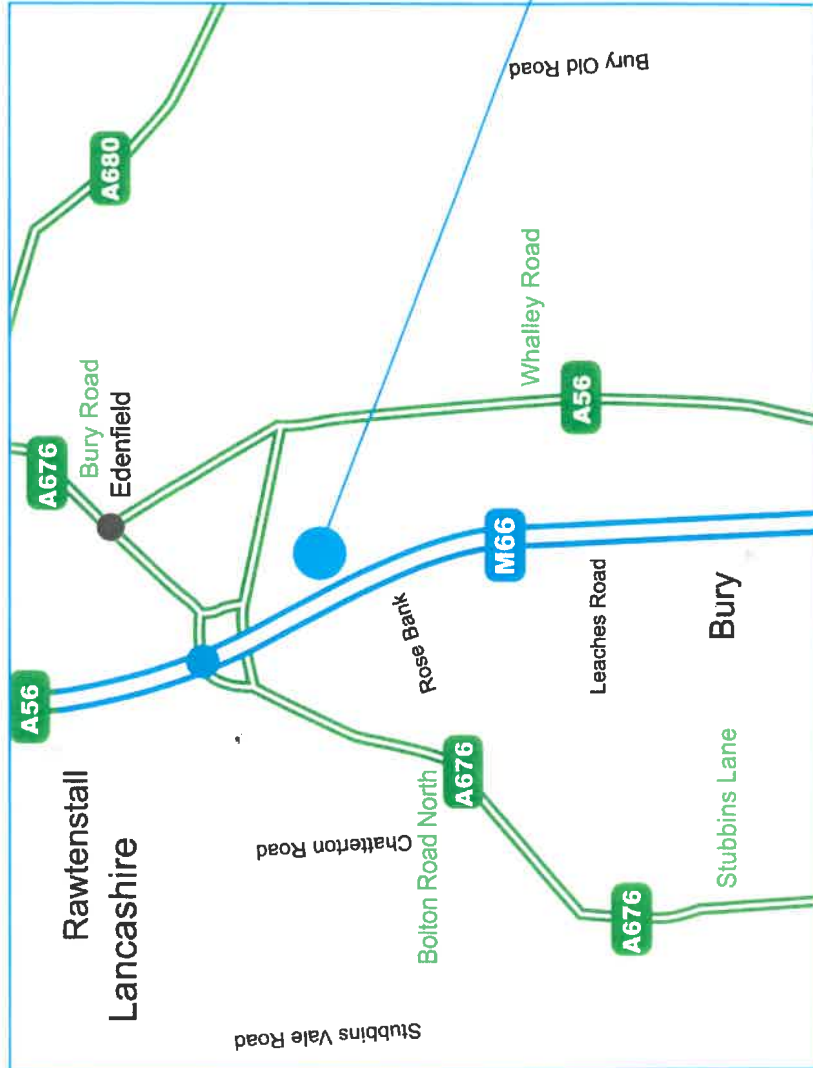 A56
A676
Rawtenstall
Bury Road
A680
Edenfield
Lancashire
Stubbins Vale Road
Chatterton Road
Rose Bank
Bolton Road North
A676
M66
Whalley Road
Bury Old Road
A56
Leaches Road
A676
Bury
Stubbins Lane